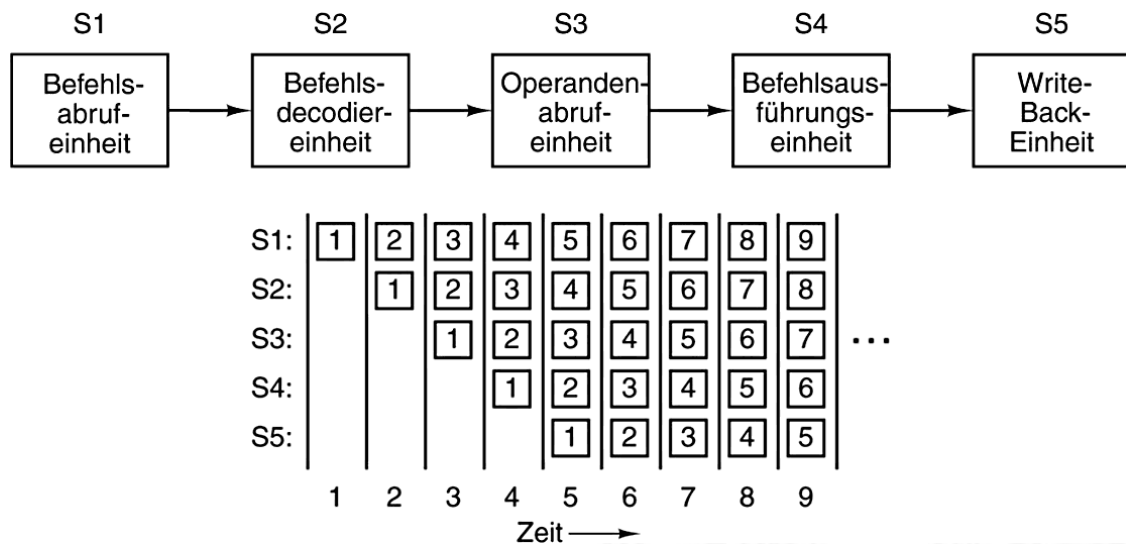 S1 S2 S3 S4 S5
Befehls-
abruf-
einheit
Befehls-
decodier-
einheit
Operanden-
abruf-
einheit
Befehlsaus-
führungs-
einheit
Write-
Back-
Einheit
S1: 1 2 3 4 5 6 7 8 9
S2: 1 2 3 4 5 6 7 8
S3: 1 2 3 4 5 6 7 ...
S4: 1 2 3 4 5 6
S5: 1 2 3 4 5
1 2 3 4 5 6 7 8 9
Zeit